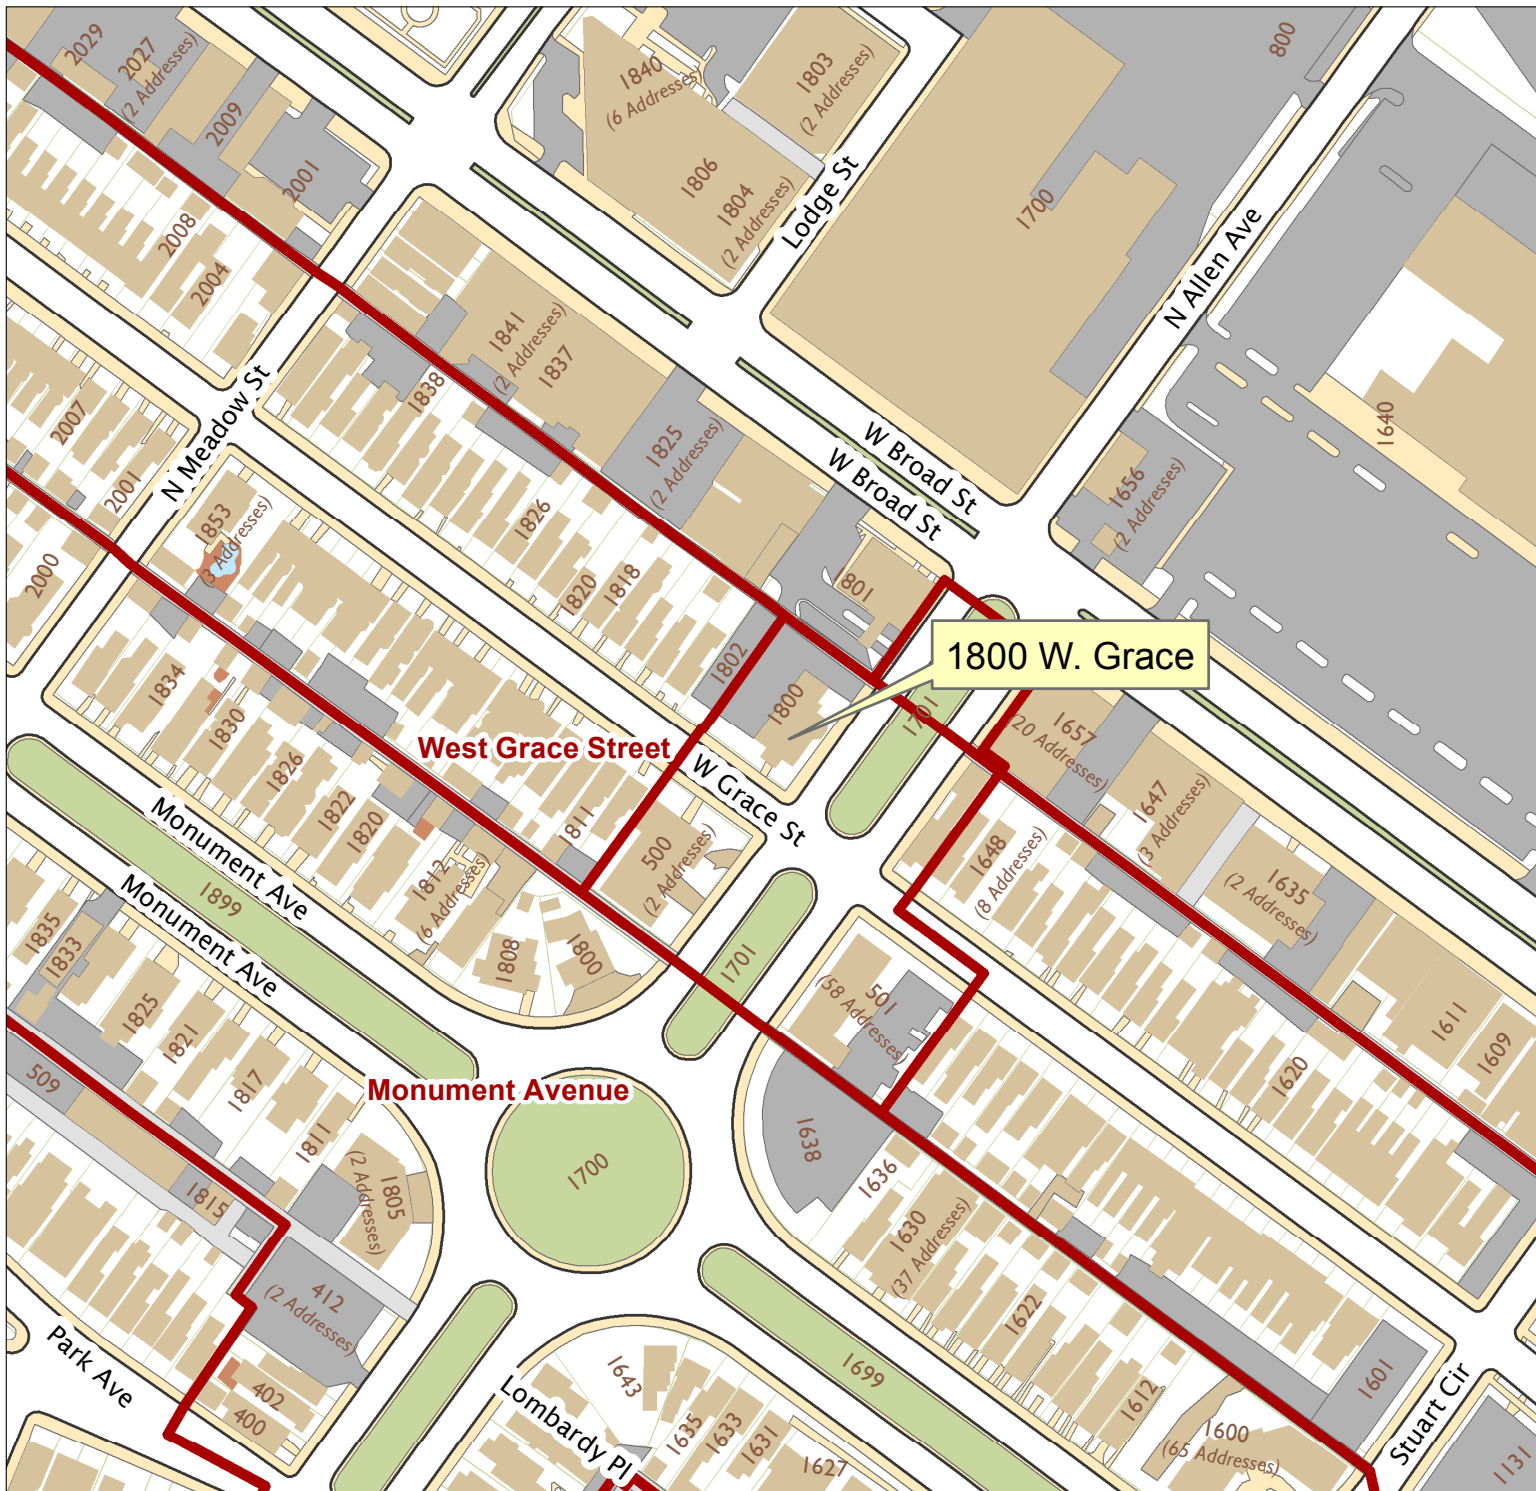 2029
2027
(2 Addresses)
2009
2001
1840
(6 Addresses)
1803
(2 Addresses)
1806
1804
(2 Addresses)
Lodge St
800
1700
N Allen Ave
2008
2004
1841
(2 Addresses)
1837
1838
1825
(2 Addresses)
W Broad St
W Broad St
1640
1656
(2 Addresses)
N Meadow St
2007
2001
2000
1853
(3 Addresses)
1826
1820
1818
1801
1802
1800
1800 W. Grace
1701
1657
(20 Addresses)
1647
(3 Addresses)
1648
(8 Addresses)
1635
(2 Addresses)
1611
1609
1620
1834
1830
1826
1822
1820
1812
(6 Addresses)
1811
West Grace Street
W Grace St
500
(2 Addresses)
1808
1800
1701
501
(58 Addresses)
Monument Ave
Monument Ave
1899
1835
1833
1825
1821
1817
1811
1805
(2 Addresses)
509
1815
Monument Avenue
1700
1638
1636
1630
(37 Addresses)
1622
1612
1600
(65 Addresses)
1601
Stuart Cir
1131
412
(2 Addresses)
402
400
Park Ave
Lombardy Pl
1643
1635
1633
1631
1627
1699